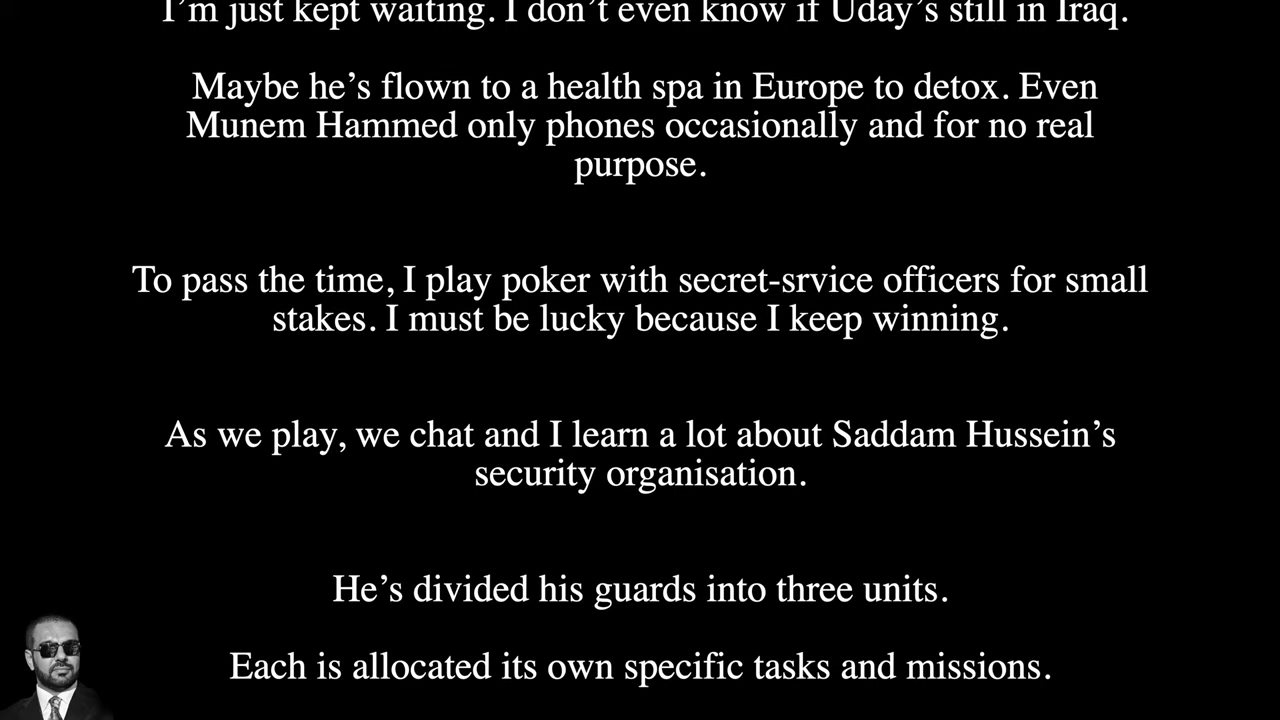 I’m just kept waiting. I don’t even know if Uday’s still in Iraq.
Maybe he’s flown to a health spa in Europe to detox. Even
Munem Hammed only phones occasionally and for no real
purpose.
To pass the time, I play poker with secret-srvice officers for small
stakes. I must be lucky because I keep winning.
As we play, we chat and I learn a lot about Saddam Hussein’s
security organisation.
He’s divided his guards into three units.
Each is allocated its own specific tasks and missions.